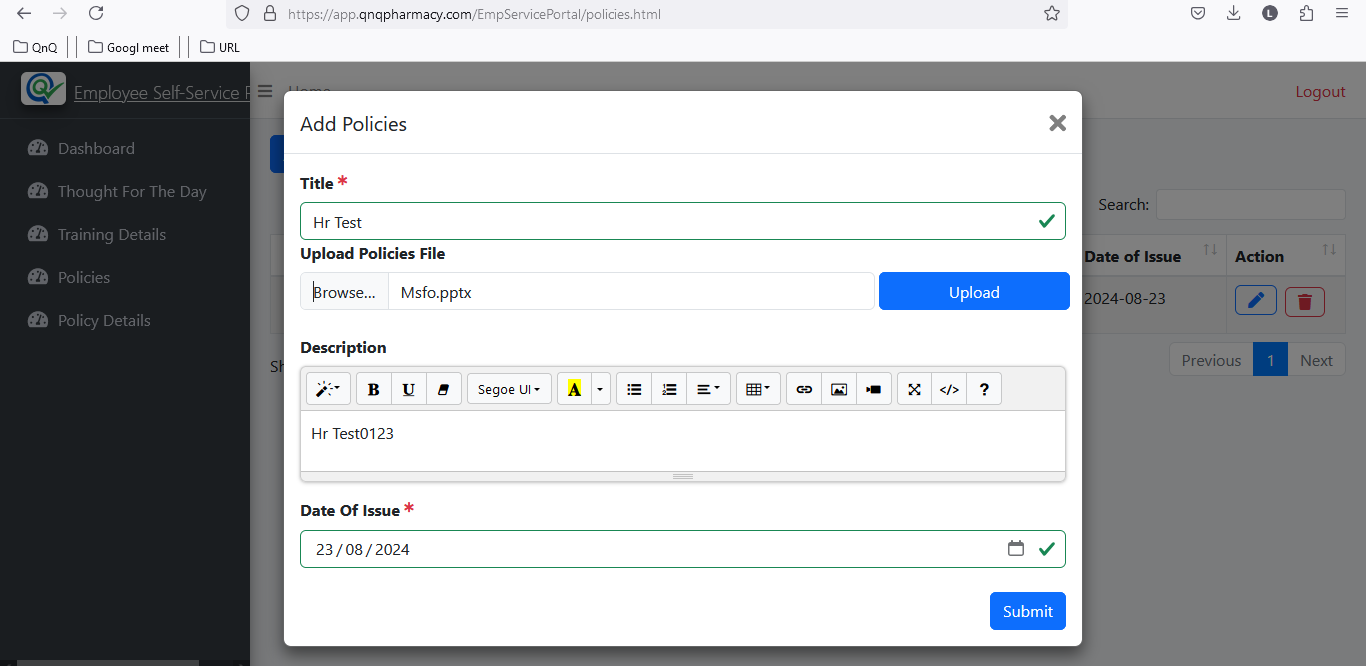 https://app.qnqpharmacy.com/EmpServicePortal/policies.html
L
QnQ
Googl meet
URL
Employee Self-Service
Home
Logout
Add Policies
Dashboard
Thought For The Day
Training Details
Policies
Policy Details
Title *
Hr Test
Search:
Upload Policies File
Date of Issue
Action
Browse...
Msfo.pptx
Upload
2024-08-23
Description
Previous
1
Next
B
U
Segoe UI
A
</>
?
Hr Test0123
Date Of Issue *
23 / 08 / 2024
Submit